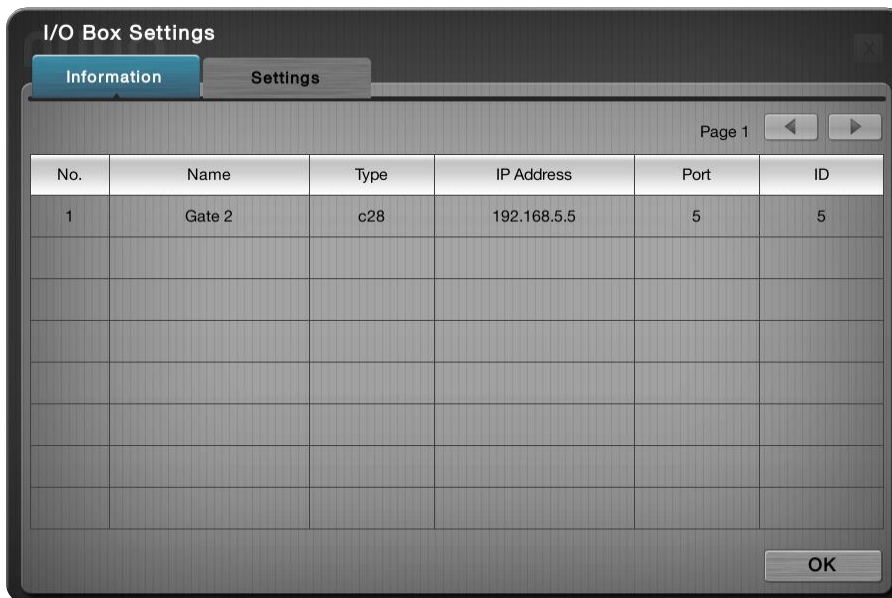 I/O Box Settings
Information Settings
Page 1
No. Name Type IP Address Port ID
1 Gate 2 c28 192.168.5.5 5 5
OK